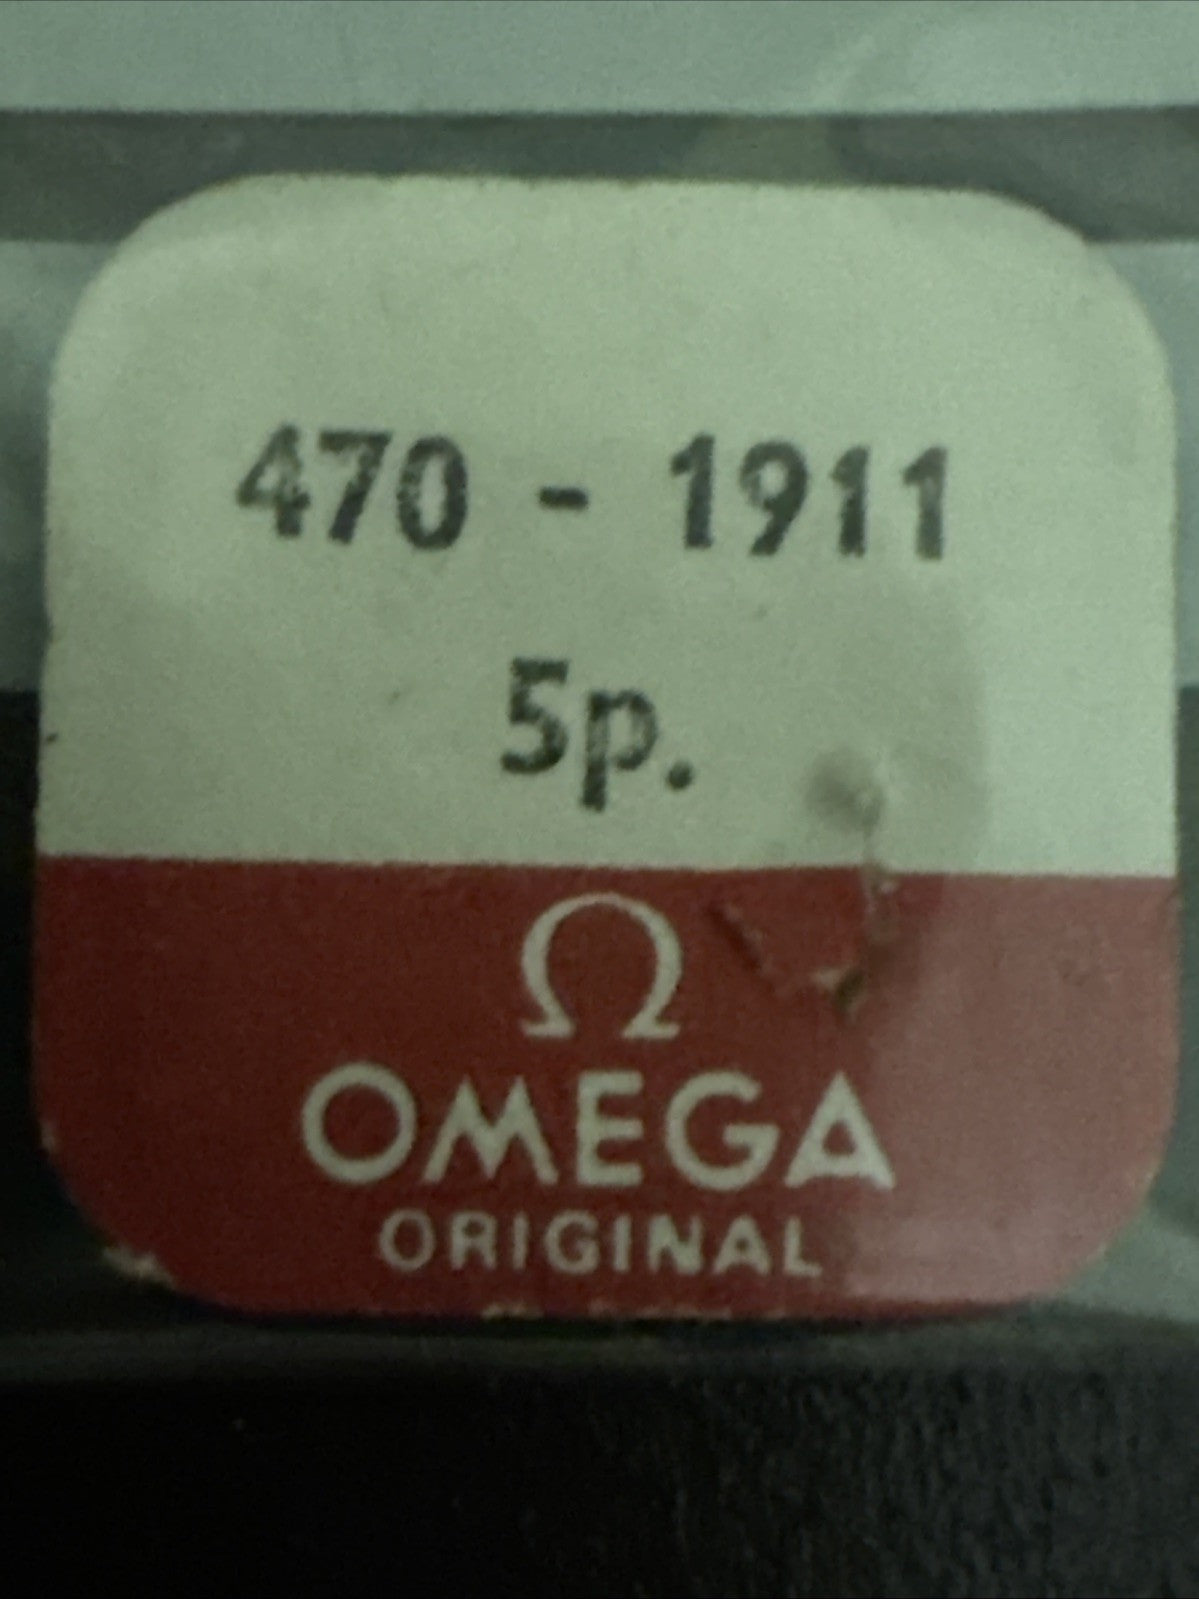 470 - 1911
5p.
Ω
OMEGA
ORIGINAL